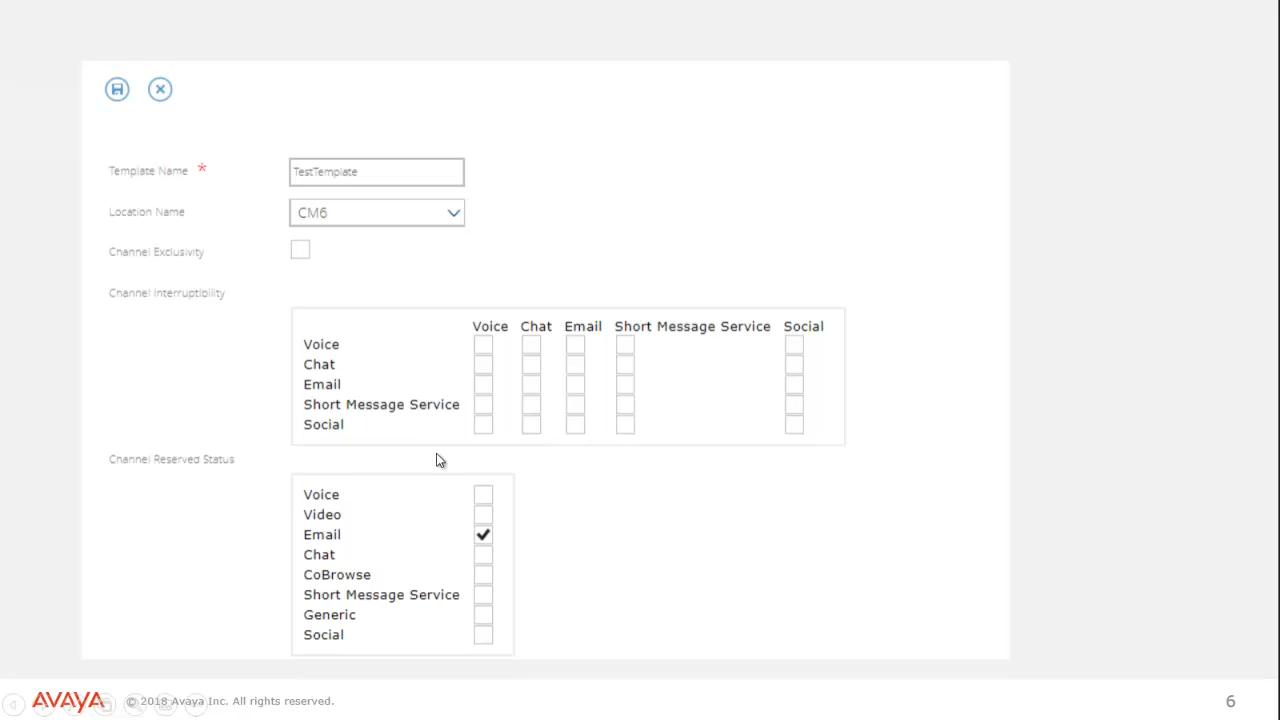 Template Name *
TestTemplate
Location Name
CM6
Channel Exclusivity
Channel Interruptibility
Voice Chat Email Short Message Service Social
Voice
Chat
Email
Short Message Service
Social
Channel Reserved Status
Voice
Video
Email
Chat
CoBrowse
Short Message Service
Generic
Social
AVAYA © 2018 Avaya Inc. All rights reserved. 6